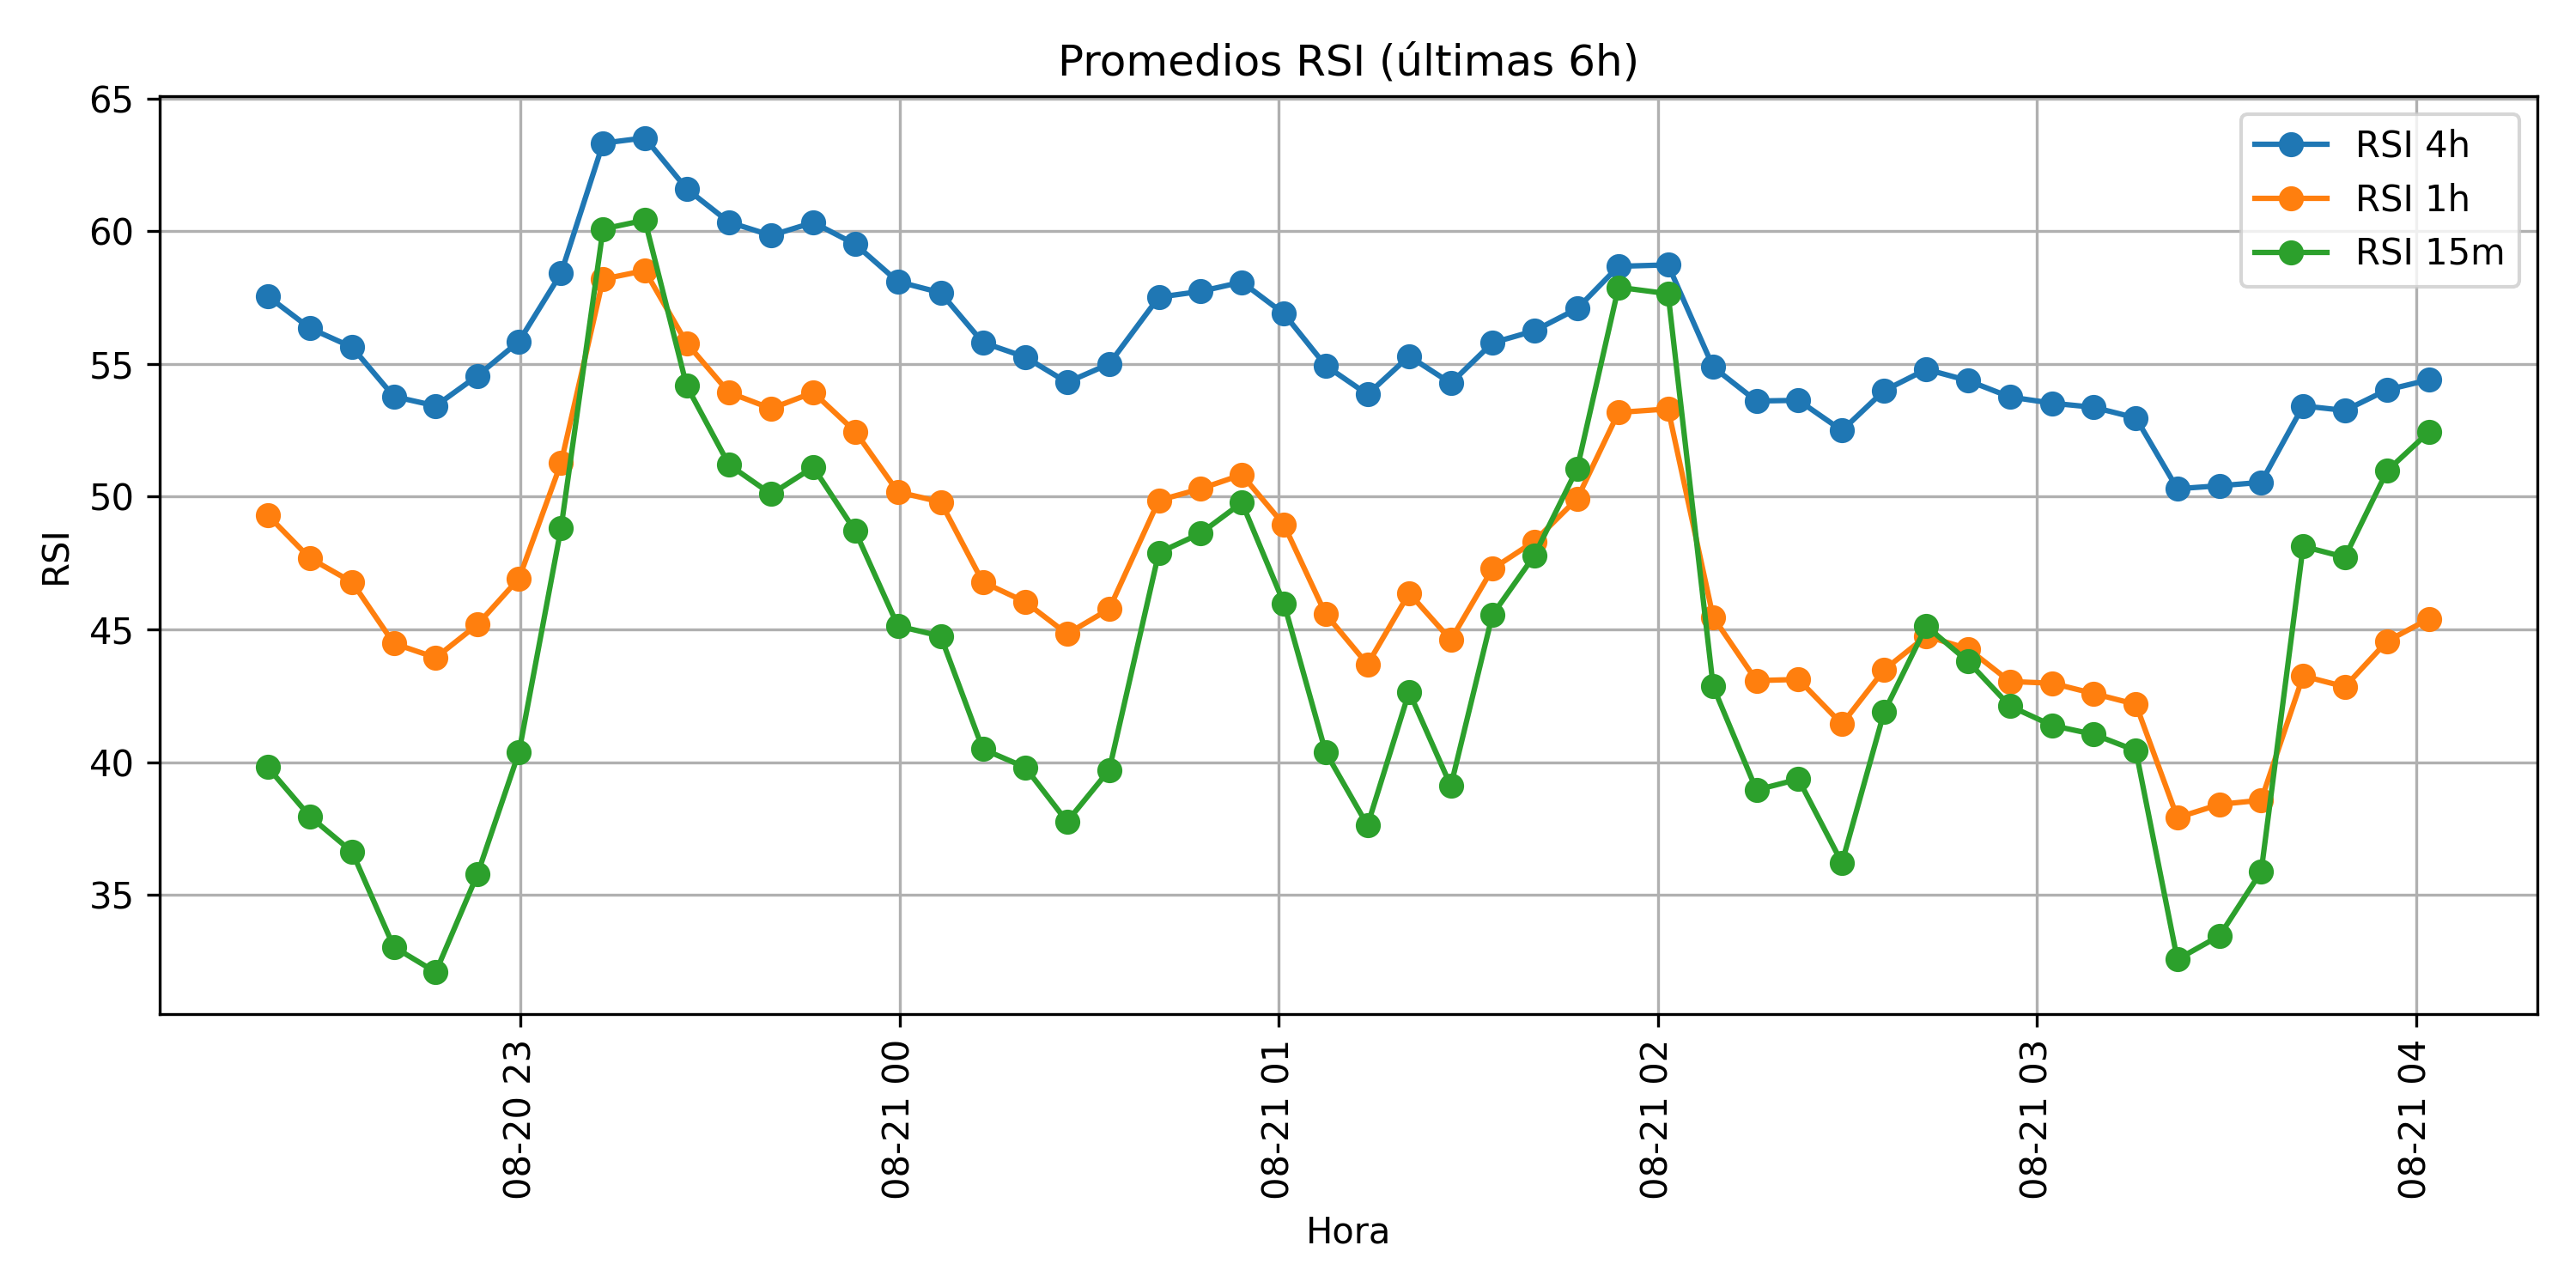 Promedios RSI (últimas 6h)
65
60
55
50
45
40
35
RSI
RSI 4h
RSI 1h
RSI 15m
08-20 23
08-21 00
08-21 01
08-21 02
08-21 03
08-21 04
Hora